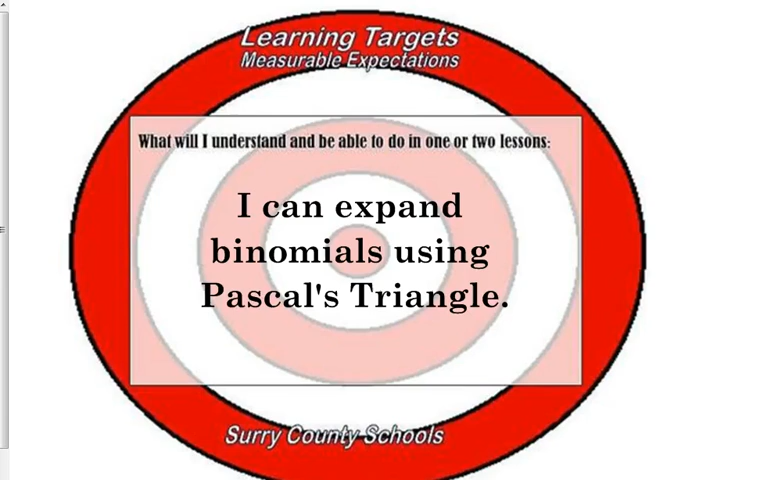 Learning Targets
Measurable Expectations
What will I understand and be able to do in one or two lessons:
I can expand
binomials using
Pascal's Triangle.
Surry County Schools